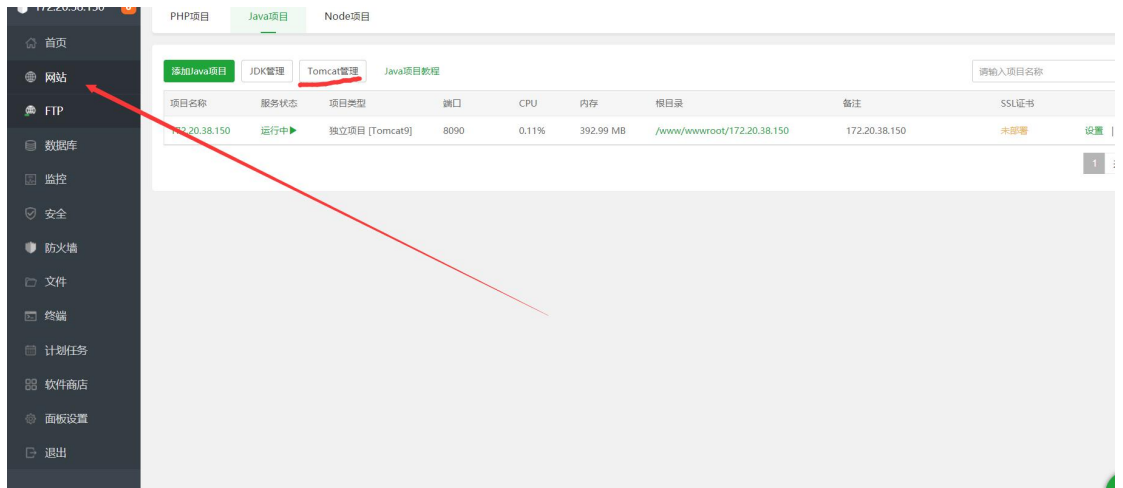 PHP项目 Java项目 Node项目
首页
网站
FTP
数据库
监控
安全
防火墙
文件
终端
计划任务
软件商店
面板设置
退出
添加Java项目 JDK管理 Tomcat管理 Java项目教程 请输入项目名称
项目名称 服务状态 项目类型 端口 CPU 内存 根目录 备注 SSL证书
172.20.38.150 运行中▶ 独立项目 [Tomcat9] 8090 0.11% 392.99 MB /www/wwwroot/172.20.38.150 172.20.38.150 未部署 设置 |
1